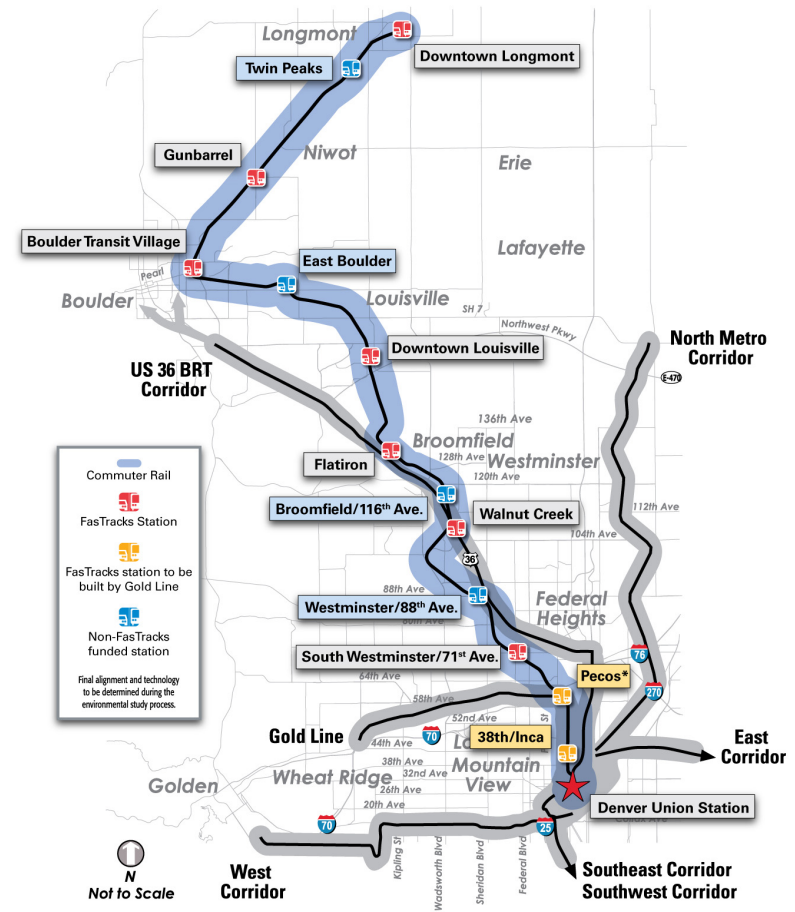 Longmont
Downtown Longmont
Twin Peaks
Gunbarrel
Niwot
Erie
Boulder Transit Village
Lafayette
East Boulder
Pearl
Boulder
Louisville
SH 7
Northwest Pkwy
North Metro
Corridor
Downtown Louisville
US 36 BRT
Corridor
E-470
136th Ave
Broomfield
128th Ave
Westminster
Flatiron
120th Ave
Commuter Rail
FasTracks Station
FasTracks station to be
built by Gold Line
Non-FasTracks
funded station
Final alignment and technology
to be determined during the
environmental study process.
Broomfield/116th Ave.
Walnut Creek
112th Ave
104th Ave
36
88th Ave
Federal
Heights
Westminster/88th Ave.
80th Ave
South Westminster/71st Ave.
76
64th Ave
Pecos*
270
58th Ave
52nd Ave
Gold Line
70
44th Ave
38th/Inca
East
Corridor
38th Ave
Mountain
View
Golden
Wheat Ridge
32nd Ave
26th Ave
20th Ave
Denver Union Station
70
25
Kipling St
Wadsworth Blvd
Sheridan Blvd
Federal Blvd
N
Not to Scale
West
Corridor
Southeast Corridor
Southwest Corridor